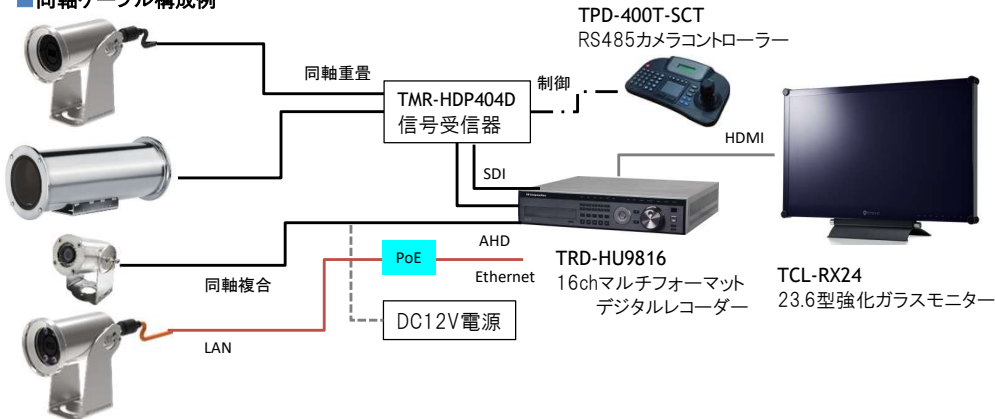 ■同軸ケーブル構成例
TPD-400T-SCT
RS485カメラコントローラー
同軸重畳
制御
TMR-HDP404D
信号受信器
HDMI
SDI
AHD
PoE
Ethernet
同軸複合
TRD-HU9816
16chマルチフォーマット
デジタルレコーダー
TCL-RX24
23.6型強化ガラスモニター
DC12V電源
LAN